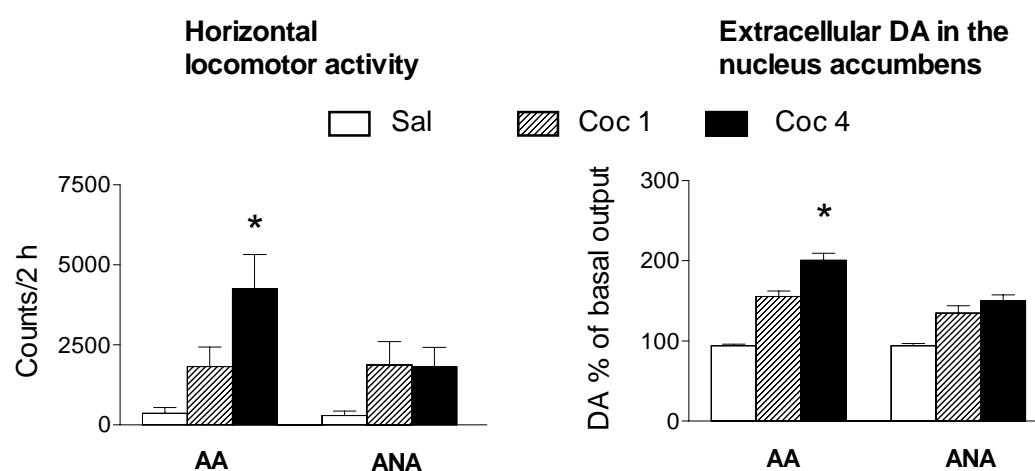 Horizontal
locomotor activity
Extracellular DA in the
nucleus accumbens
Sal
Coc 1
Coc 4
Counts/2 h
7500
5000
2500
0
*
AA
ANA
DA % of basal output
300
200
100
0
*
AA
ANA